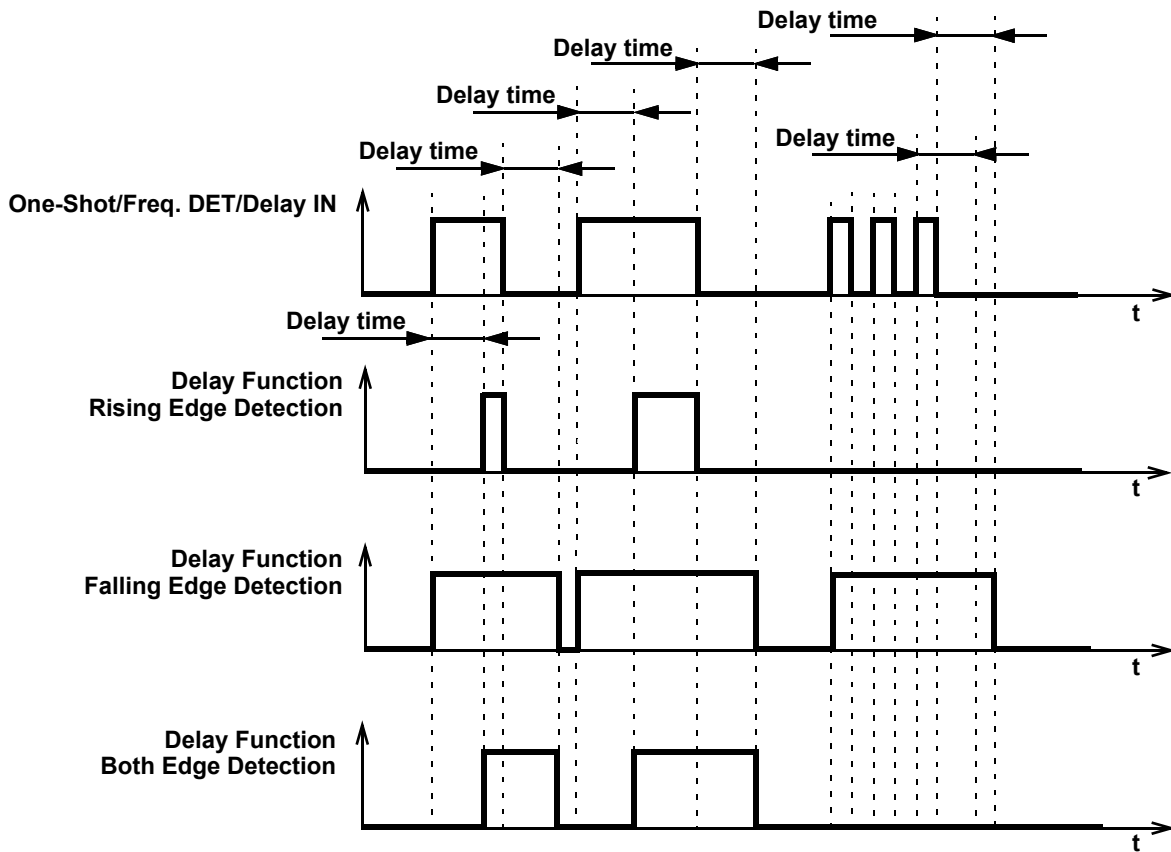 Delay time
Delay time
Delay time
Delay time
Delay time
One-Shot/Freq. DET/Delay IN
t
Delay time
Delay Function
Rising Edge Detection
t
Delay Function
Falling Edge Detection
t
Delay Function
Both Edge Detection
t